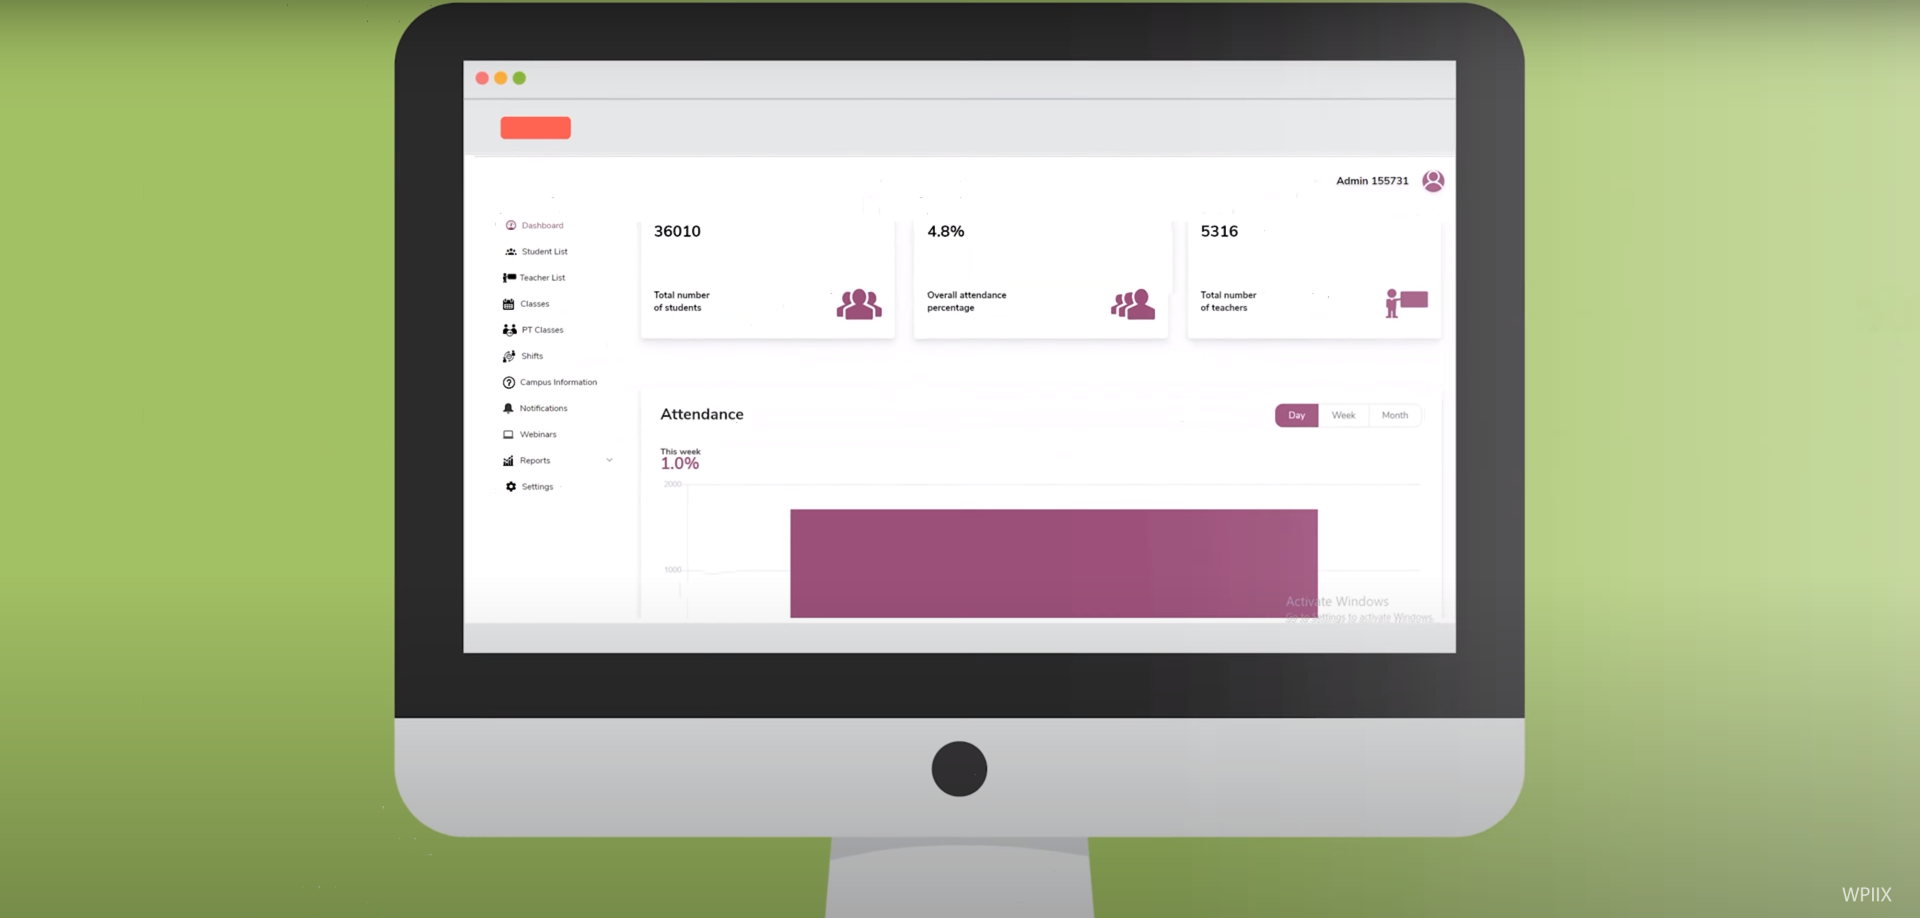 Admin 155731
Dashboard
Student List
Teacher List
Classes
PT Classes
Shifts
Campus Information
Notifications
Webinars
Reports
Settings
36010
Total number
of students
4.8%
Overall attendance
percentage
5316
Total number
of teachers
Attendance
Day Week Month
This week
1.0%
2000
1000
Activate Windows
Go to Settings to activate Windows.
WPIIX